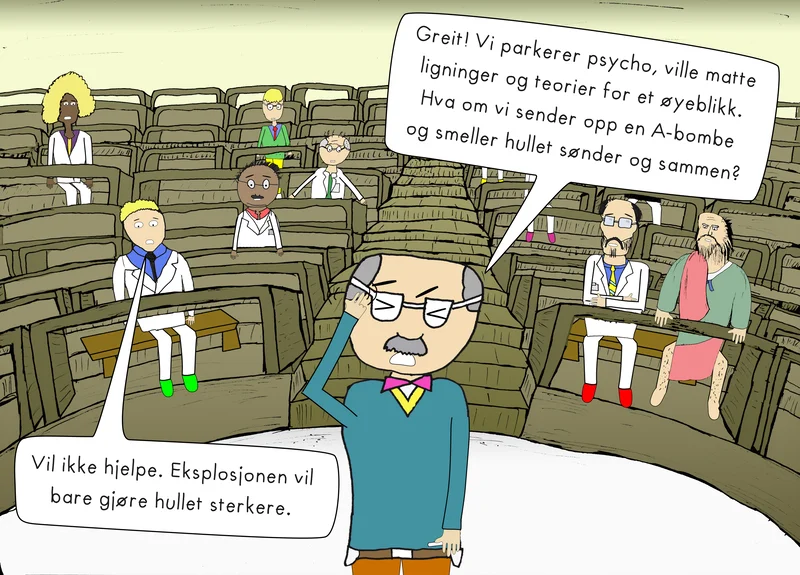 Greit! Vi parkerer psycho, ville matte
ligninger og teorier for et øyeblikk.
Hva om vi sender opp en A-bombe
og smeller hullet sønder og sammen?
Vil ikke hjelpe. Eksplosjonen vil
bare gjøre hullet sterkere.